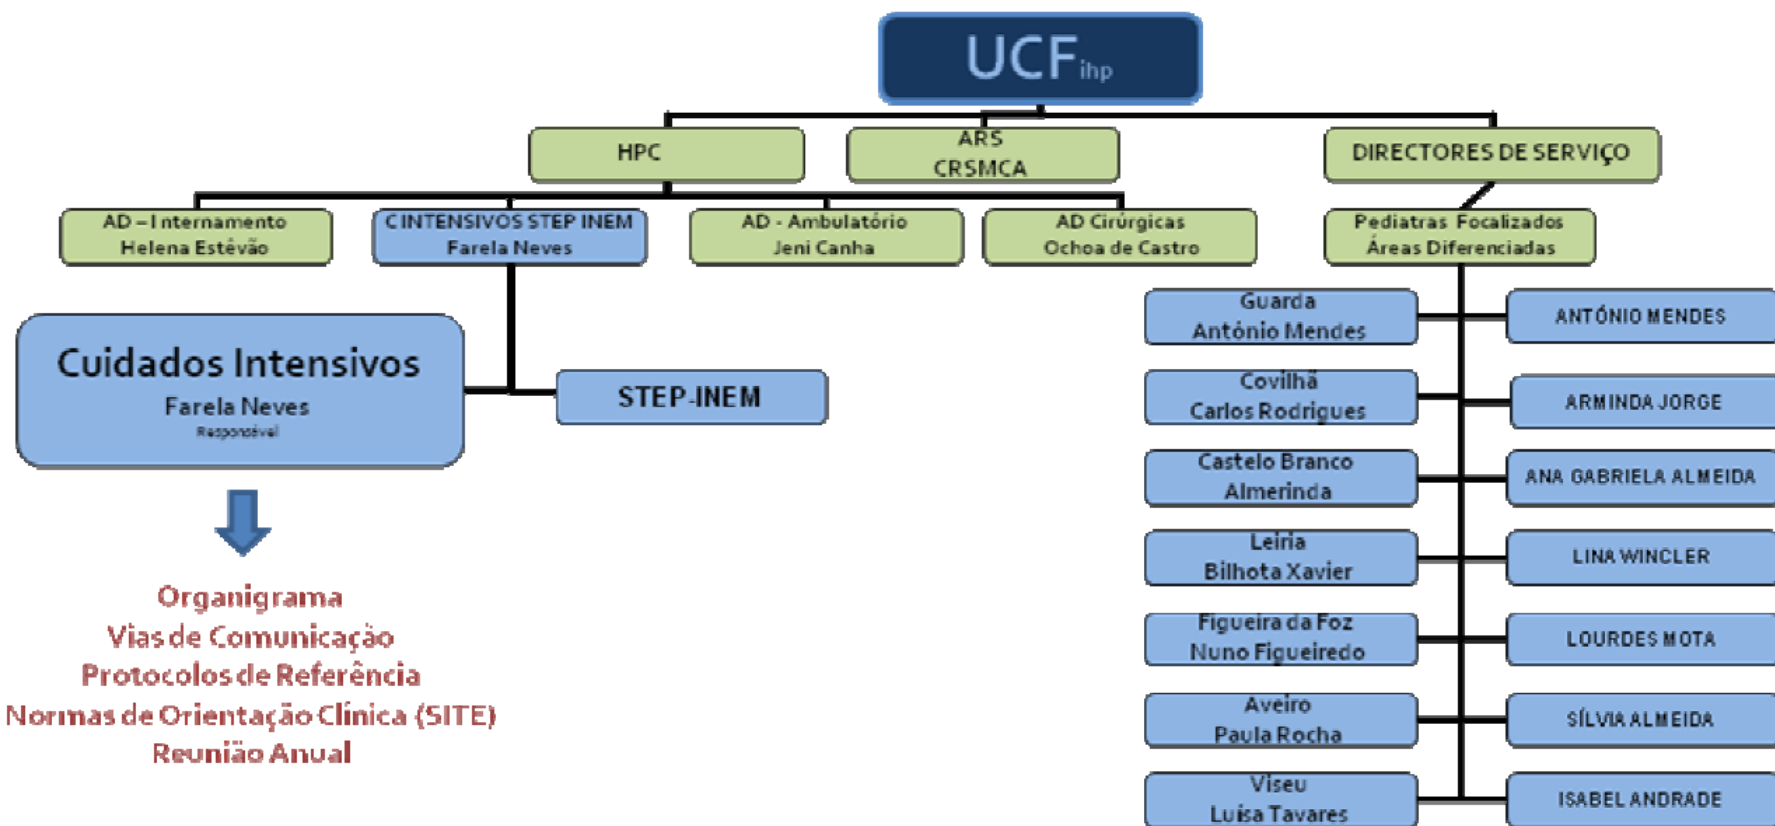 UCFihp
HPC
ARS
CRSMCA
DIRECTORES DE SERVIÇO
AD – Internamento
Helena Estévão
C INTENSIVOS STEP INEM
Farela Neves
AD - Ambulatório
Jeni Canha
AD Cirúrgicas
Ochoa de Castro
Pediatras Focalizados
Áreas Diferenciadas
Cuidados Intensivos
Farela Neves
Responsável
STEP-INEM
Organigrama
Vias de Comunicação
Protocolos de Referência
Normas de Orientação Clínica (SITE)
Reunião Anual
Guarda
António Mendes
ANTÓNIO MENDES
Covilhã
Carlos Rodrigues
ARMINDA JORGE
Castelo Branco
Almerinda
ANA GABRIELA ALMEIDA
Leiria
Bilhota Xavier
LINA WINCLER
Figueira da Foz
Nuno Figueiredo
LOURDES MOTA
Aveiro
Paula Rocha
SÍLVIA ALMEIDA
Viseu
Luísa Tavares
ISABEL ANDRADE